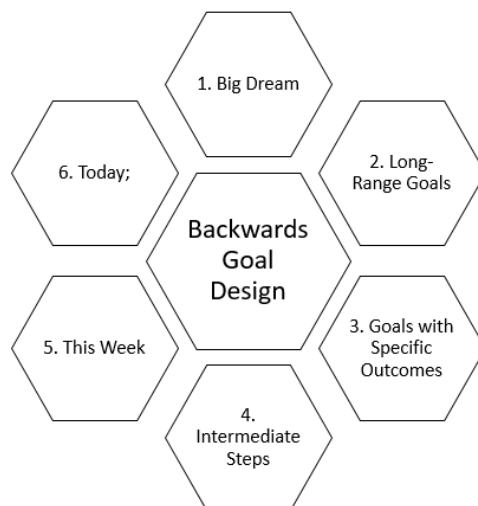 1. Big Dream
2. Long-
Range Goals
3. Goals with
Specific
Outcomes
4.
Intermediate
Steps
5. This Week
6. Today;
Backwards
Goal
Design